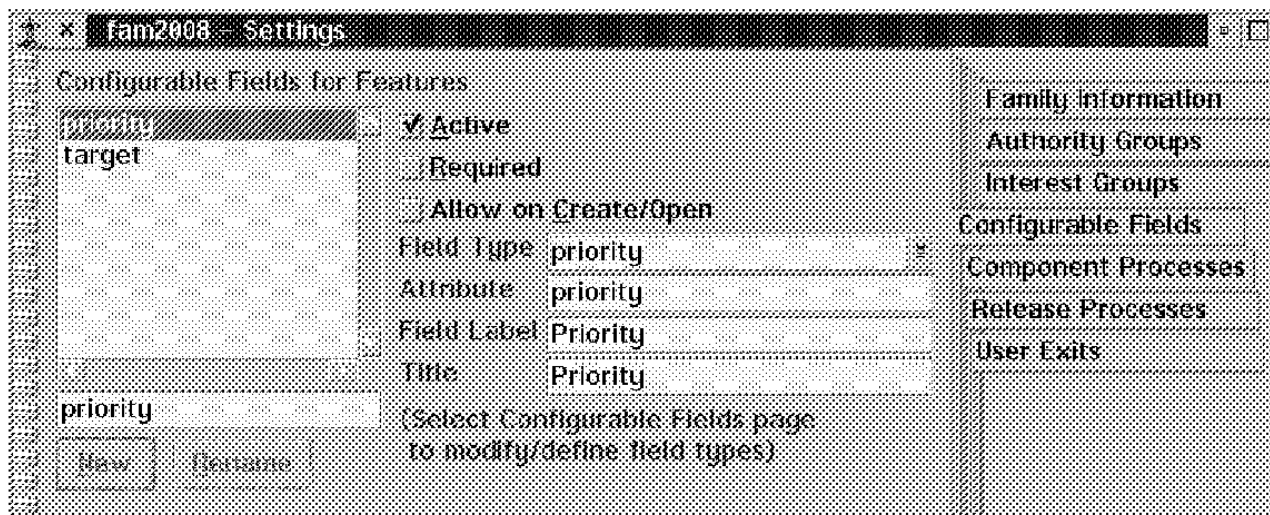 fam2008 - Settings
Configurable Fields for Features
priority
target
priority
New Rename
✓ Active
Required
Allow on Create/Open
Field Type priority
Attribute priority
Field Label Priority
Title Priority
(Select Configurable Fields page
to modify/define field types)
Family Information
Authority Groups
Interest Groups
Configurable Fields
Component Processes
Release Processes
User Exits